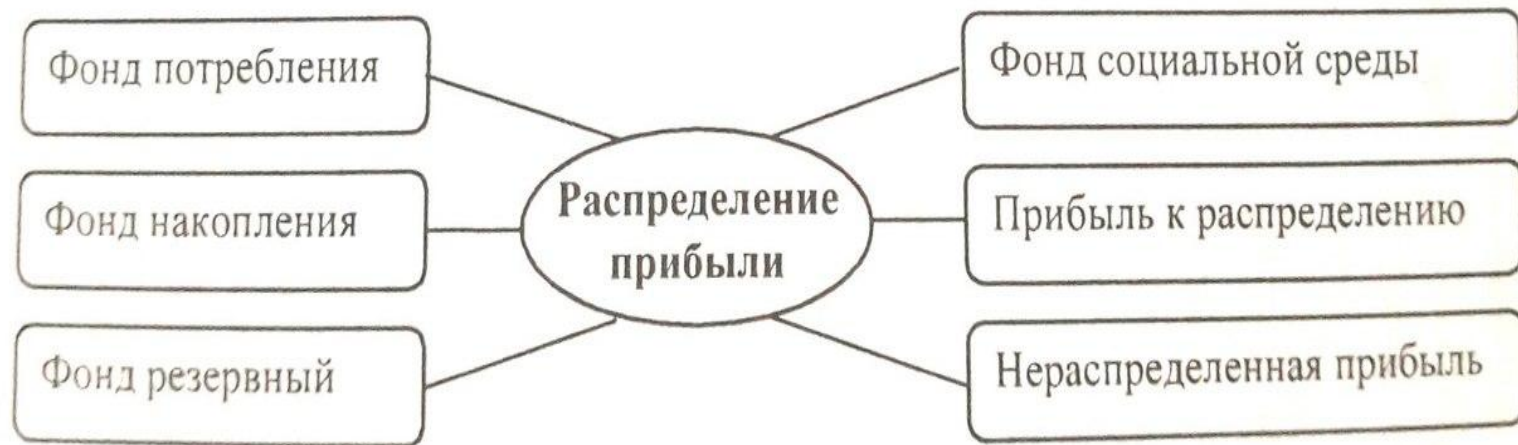 Фонд потребления
Фонд накопления
Фонд резервный
Распределение
прибыли
Фонд социальной среды
Прибыль к распределению
Нераспределенная прибыль